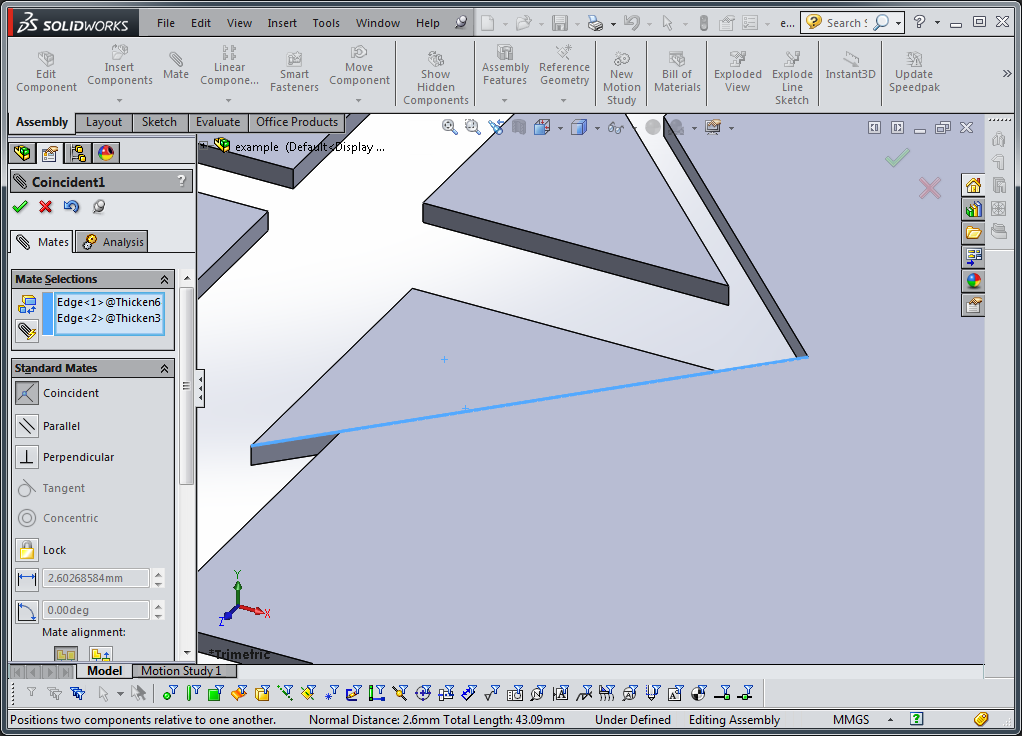 SOLIDWORKS File Edit View Insert Tools Window Help e... Search S
Edit Component
Insert Components
Mate
Linear Compone...
Smart Fasteners
Move Component
Show Hidden Components
Assembly Features
Reference Geometry
New Motion Study
Bill of Materials
Exploded View
Explode Line Sketch
Instant3D
Update Speedpak
Assembly Layout Sketch Evaluate Office Products
example (Default<Display ...
Coincident1 ?
Mates Analysis
Mate Selections
Edge<1>@Thicken6
Edge<2>@Thicken3
Standard Mates
Coincident
Parallel
Perpendicular
Tangent
Concentric
Lock
2.60268584mm
0.00deg
Mate alignment:
Y
X
Z
*Trimetric
Model Motion Study 1
Positions two components relative to one another. Normal Distance: 2.6mm Total Length: 43.09mm Under Defined Editing Assembly MMGS ?